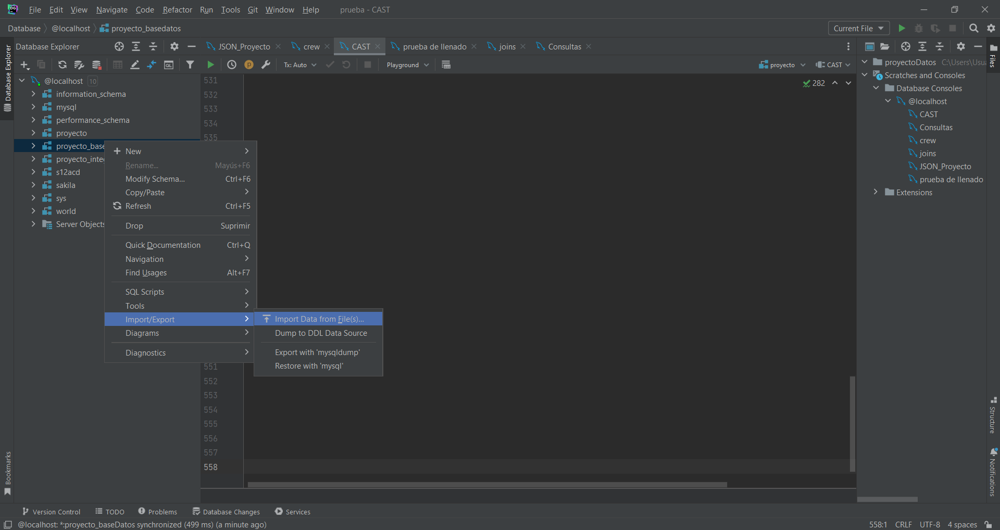 DG
File Edit View Navigate Code Refactor Run Tools Git Window Help prueba - CAST
Database @localhost proyecto_basedatos Current File
Database Explorer
JSON_Proyecto crew CAST prueba de llenado joins Consultas
Tx: Auto Playground proyecto CAST
Database Explorer
@localhost 10
information_schema
mysql
performance_schema
proyecto
proyecto_base
proyecto_inte
s12acd
sakila
sys
world
Server Objects
Bookmarks
New
Rename... Mayús+F6
Modify Schema... Ctrl+F6
Copy/Paste
Refresh Ctrl+F5
Drop Suprimir
Quick Documentation Ctrl+Q
Navigation
Find Usages Alt+F7
SQL Scripts
Tools
Import/Export
Diagrams
Diagnostics
Import Data from File(s)...
Dump to DDL Data Source
Export with 'mysqldump'
Restore with 'mysql'
531
532
533
534
535
551
552
553
554
555
556
557
558
282
proyectoDatos C:\Users\Usua
Scratches and Consoles
Database Consoles
@localhost
CAST
Consultas
crew
joins
JSON_Proyecto
prueba de llenado
Extensions
Files
Structure
Notifications
Version Control TODO Problems Database Changes Services
@localhost: *:proyecto_baseDatos synchronized (499 ms) (a minute ago) 558:1 CRLF UTF-8 4 spaces